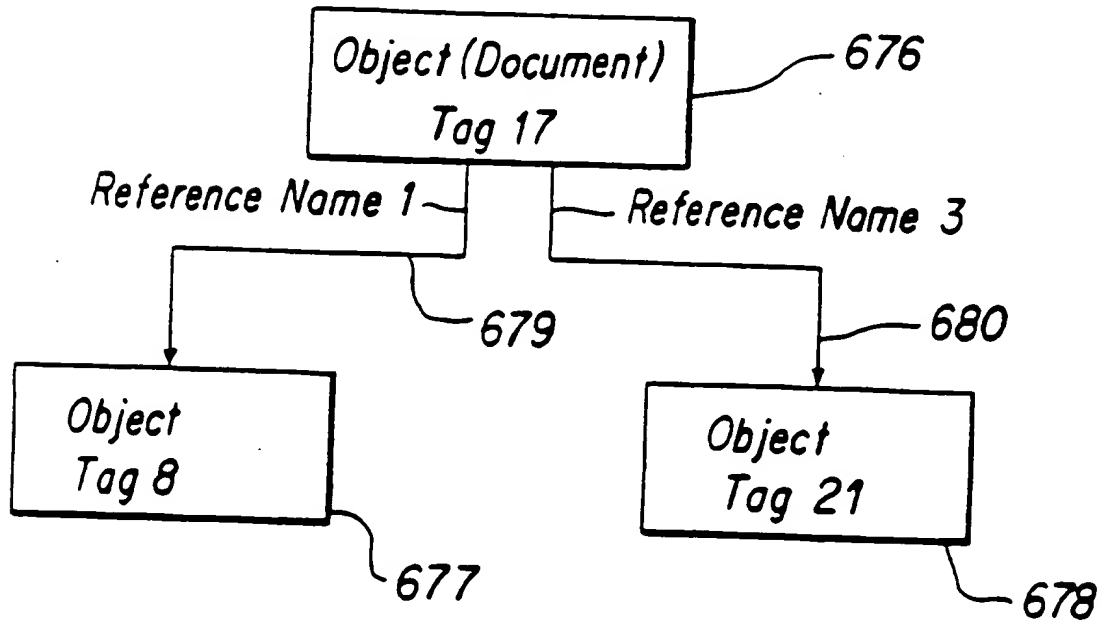 Object (Document)
Tag 17
676
Reference Name 1
Reference Name 3
679
680
Object
Tag 8
Object
Tag 21
677
678